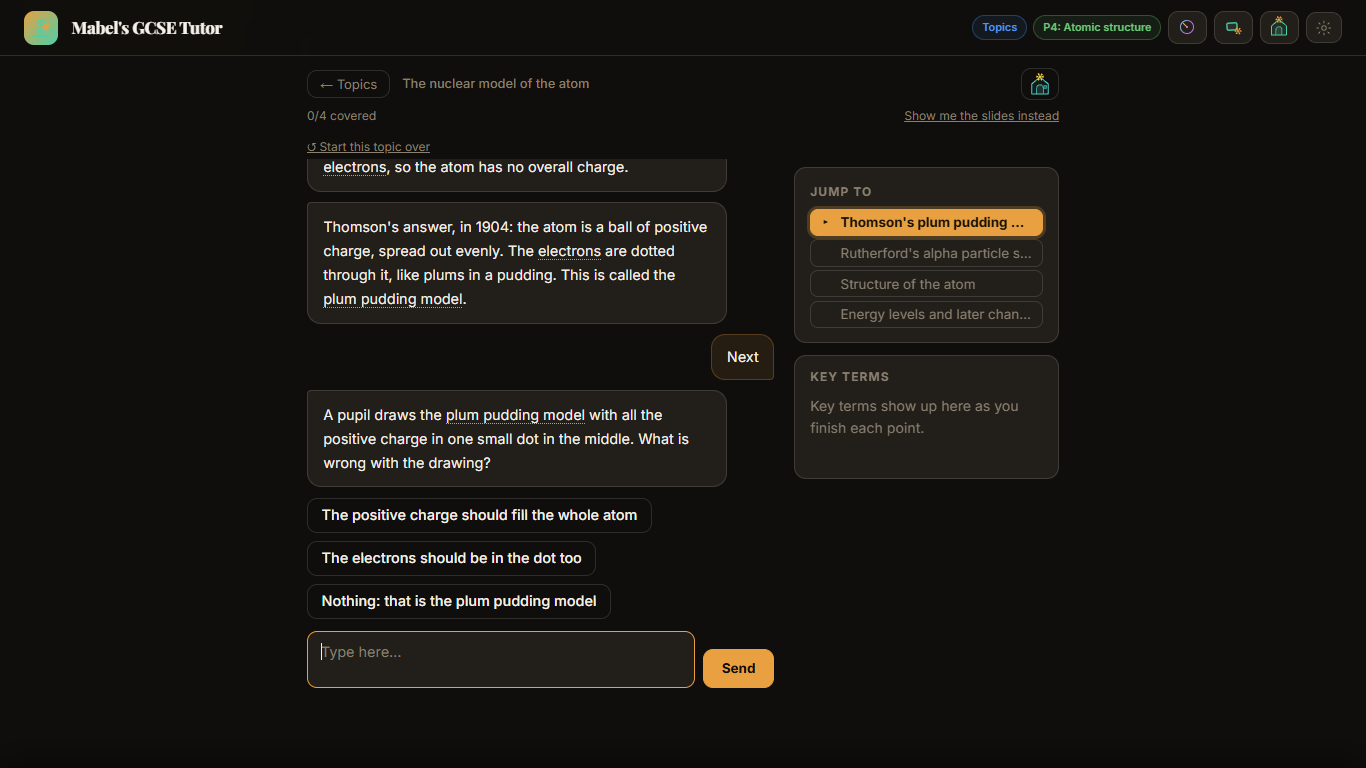 Mabel's GCSE Tutor
Topics
P4: Atomic structure
← Topics
The nuclear model of the atom
0/4 covered
Show me the slides instead
↺ Start this topic over
electrons, so the atom has no overall charge.
Thomson's answer, in 1904: the atom is a ball of positive
charge, spread out evenly. The electrons are dotted
through it, like plums in a pudding. This is called the
plum pudding model.
Next
A pupil draws the plum pudding model with all the
positive charge in one small dot in the middle. What is
wrong with the drawing?
The positive charge should fill the whole atom
The electrons should be in the dot too
Nothing: that is the plum pudding model
Type here...
Send
JUMP TO
Thomson's plum pudding ...
Rutherford's alpha particle s...
Structure of the atom
Energy levels and later chan...
KEY TERMS
Key terms show up here as you
finish each point.